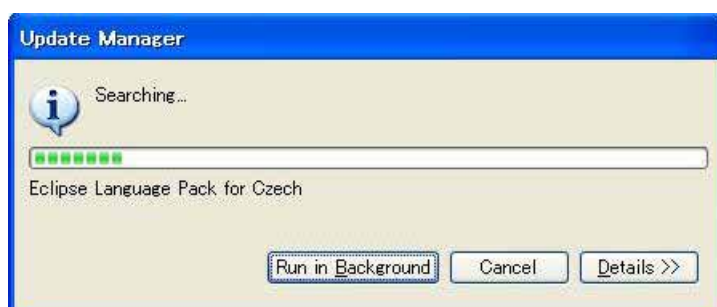 Update Manager
Searching...
Eclipse Language Pack for Czech
Run in Background Cancel Details >>